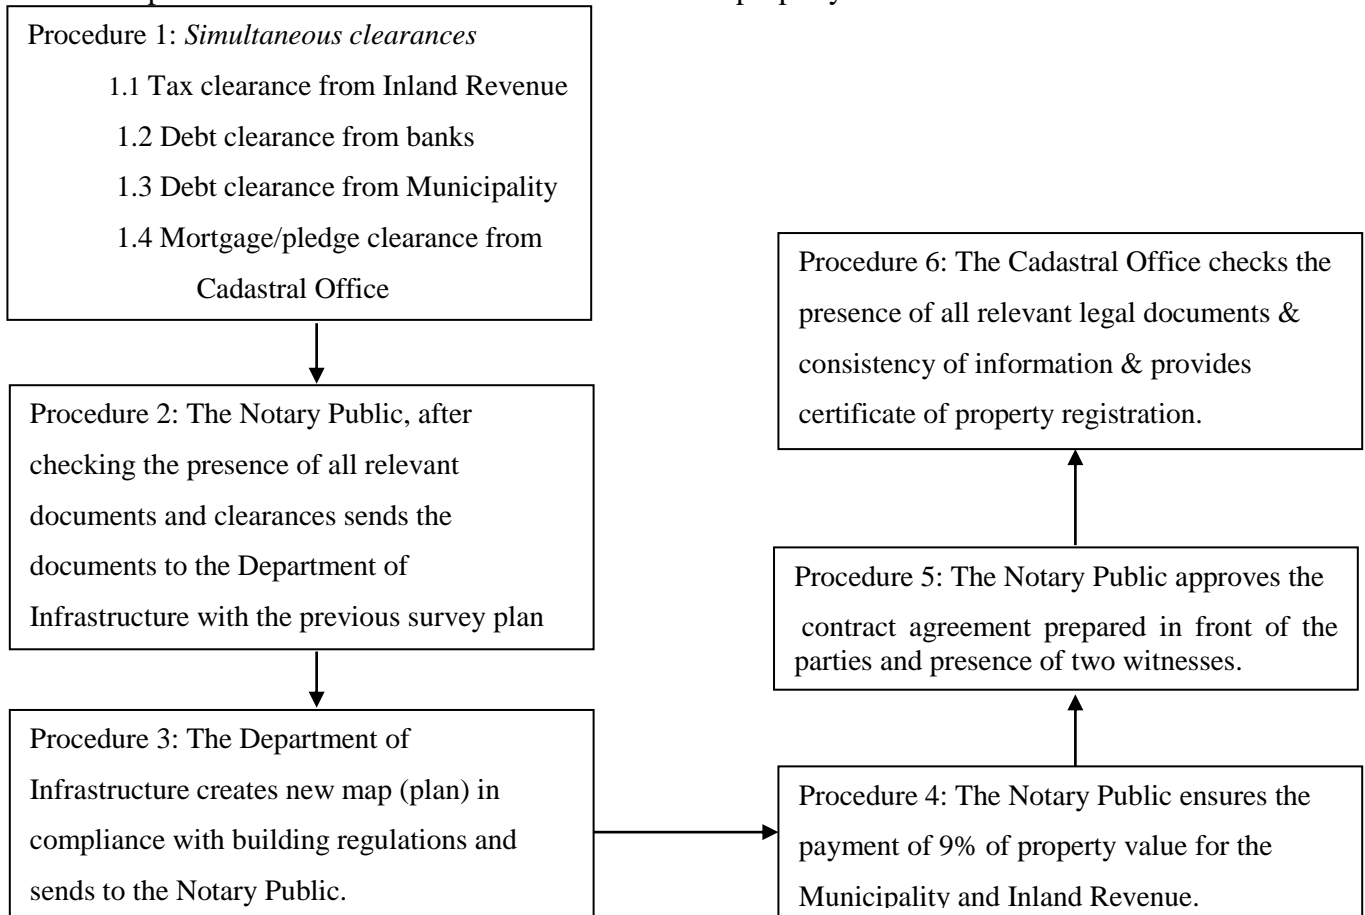 Procedure 1: Simultaneous clearances
1.1 Tax clearance from Inland Revenue
1.2 Debt clearance from banks
1.3 Debt clearance from Municipality
1.4 Mortgage/pledge clearance from
Cadastral Office
Procedure 2: The Notary Public, after
checking the presence of all relevant
documents and clearances sends the
documents to the Department of
Infrastructure with the previous survey plan
Procedure 3: The Department of
Infrastructure creates new map (plan) in
compliance with building regulations and
sends to the Notary Public.
Procedure 4: The Notary Public ensures the
payment of 9% of property value for the
Municipality and Inland Revenue.
Procedure 5: The Notary Public approves the
contract agreement prepared in front of the
parties and presence of two witnesses.
Procedure 6: The Cadastral Office checks the
presence of all relevant legal documents &
consistency of information & provides
certificate of property registration.